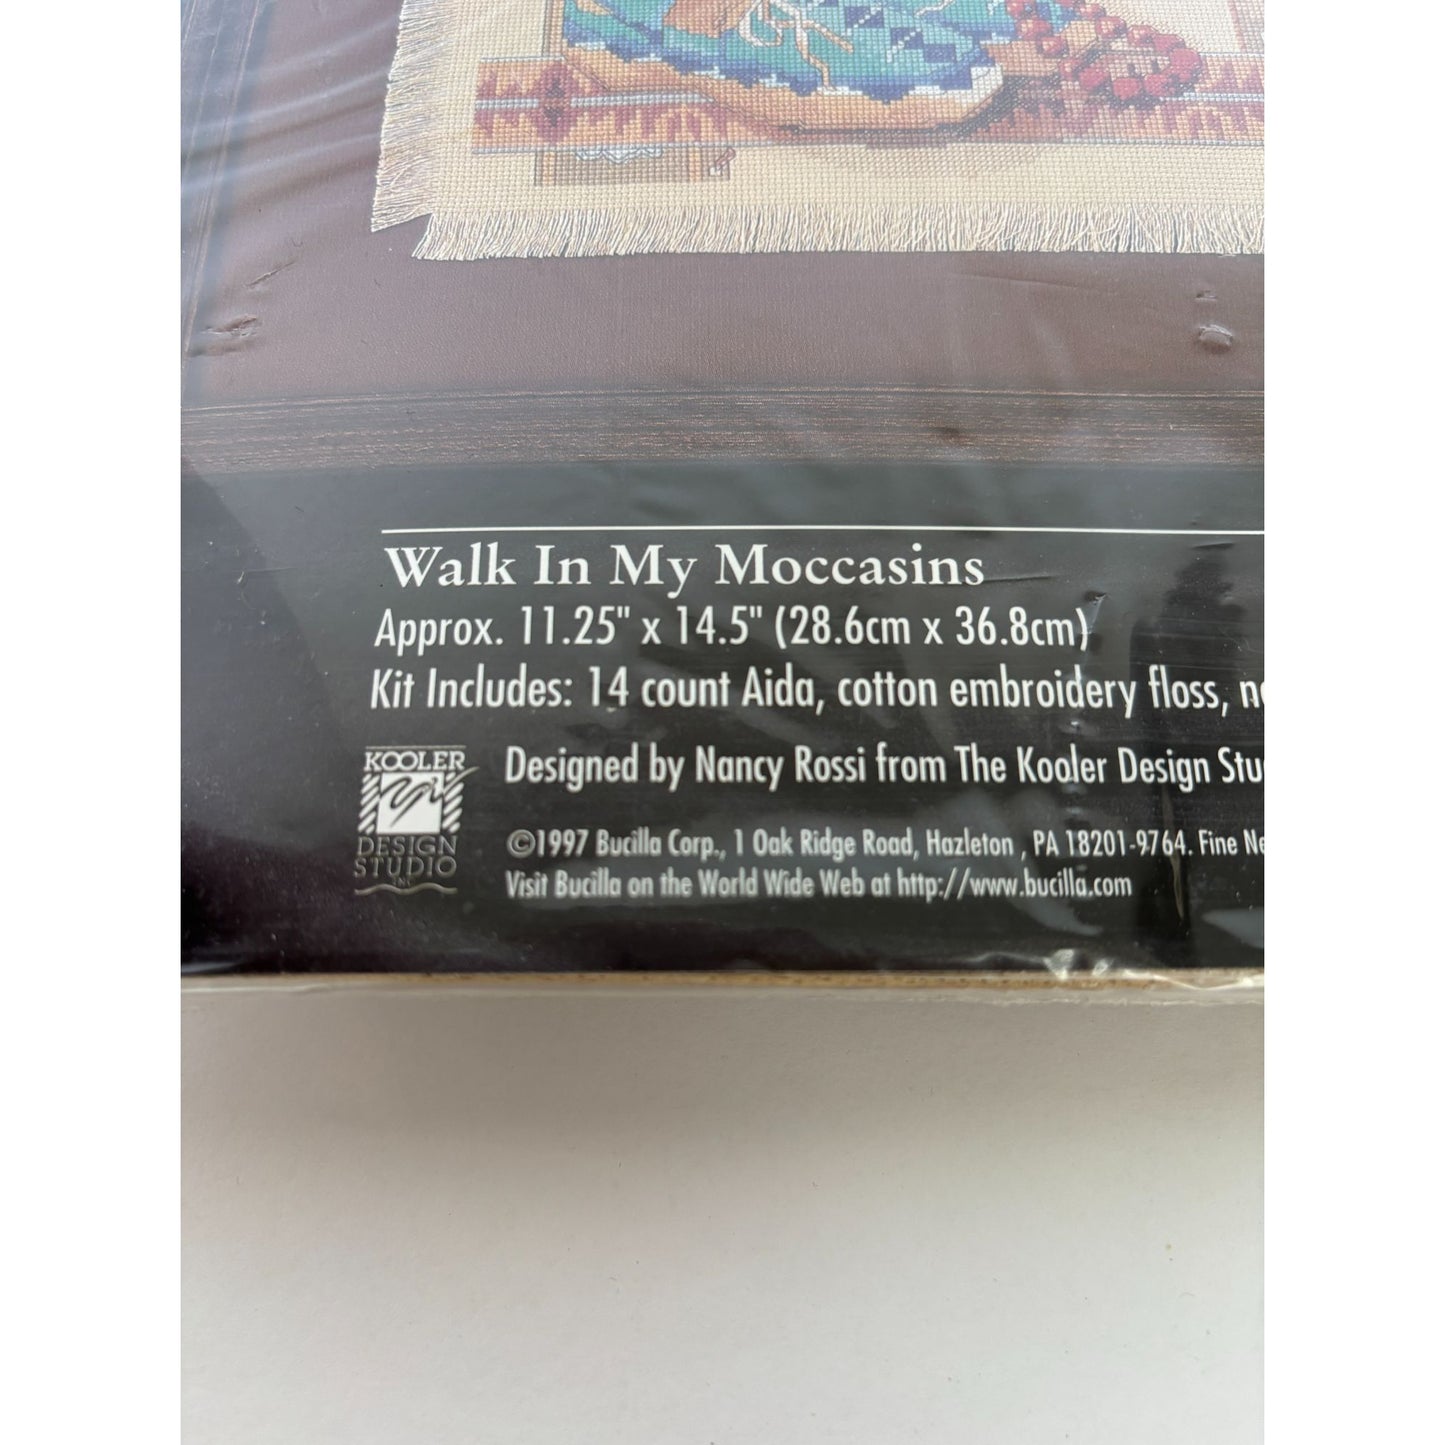 Walk In My Moccasins
Approx. 11.25" x 14.5" (28.6cm x 36.8cm)
Kit Includes: 14 count Aida, cotton embroidery floss,
Designed by Nancy Rossi from The Kooler Design
KOOLER
DESIGN
STUDIO
INC
©1997 Bucilla Corp., 1 Oak Ridge Road, Hazleton , PA 18201-9764. Fine
Visit Bucilla on the World Wide Web at http://www.bucilla.com